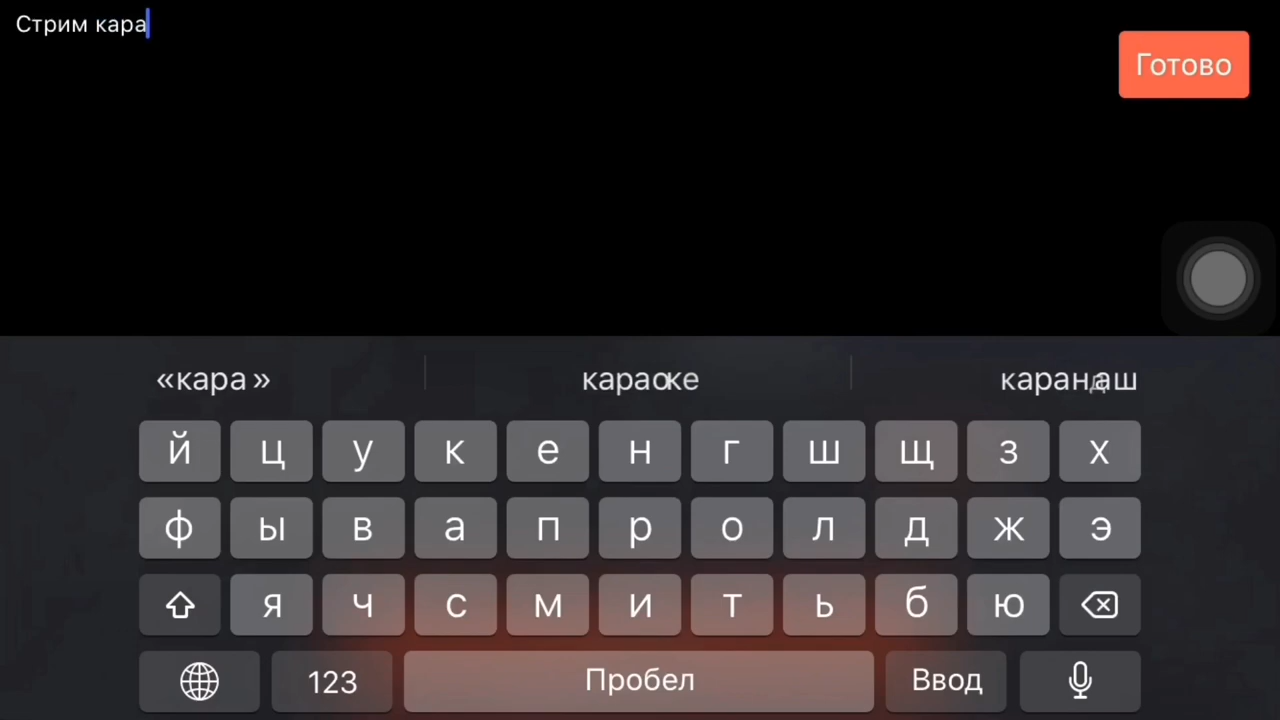 Стрим кара
Готово
«кара» караоке карандаш
й ц у к е н г ш щ з х
ф ы в а п р о л д ж э
я ч с м и т ь б ю
123 Пробел Ввод